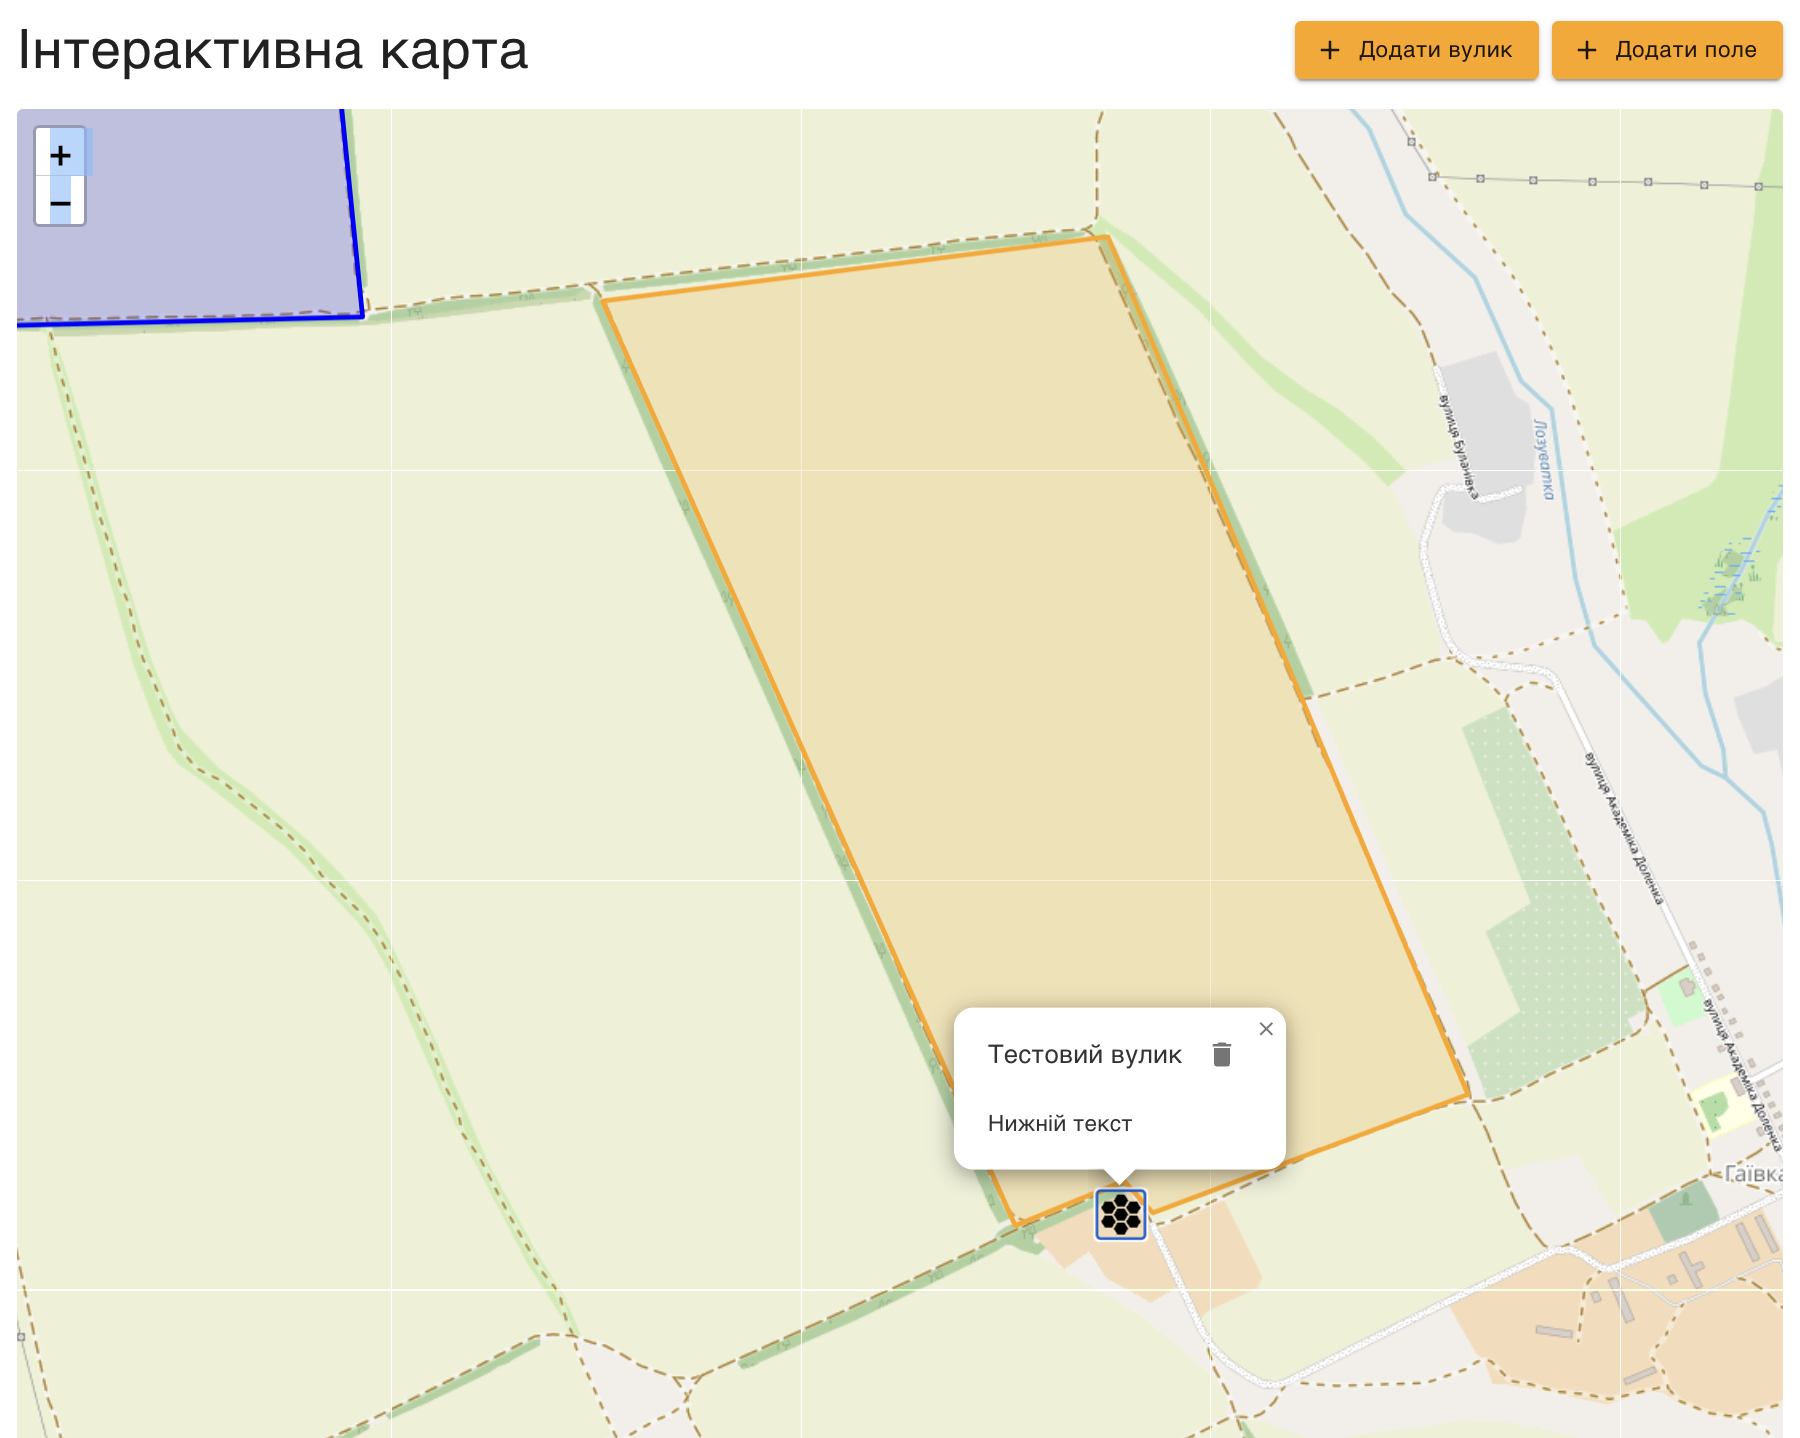 Інтерактивна карта
+ Додати вулик
+ Додати поле
+
−
вулиця Буланівка
Лозуватка
вулиця Академіка Доленка
вулиця Академіка Доленка
Тестовий вулик
×
Нижній текст
Гаївка